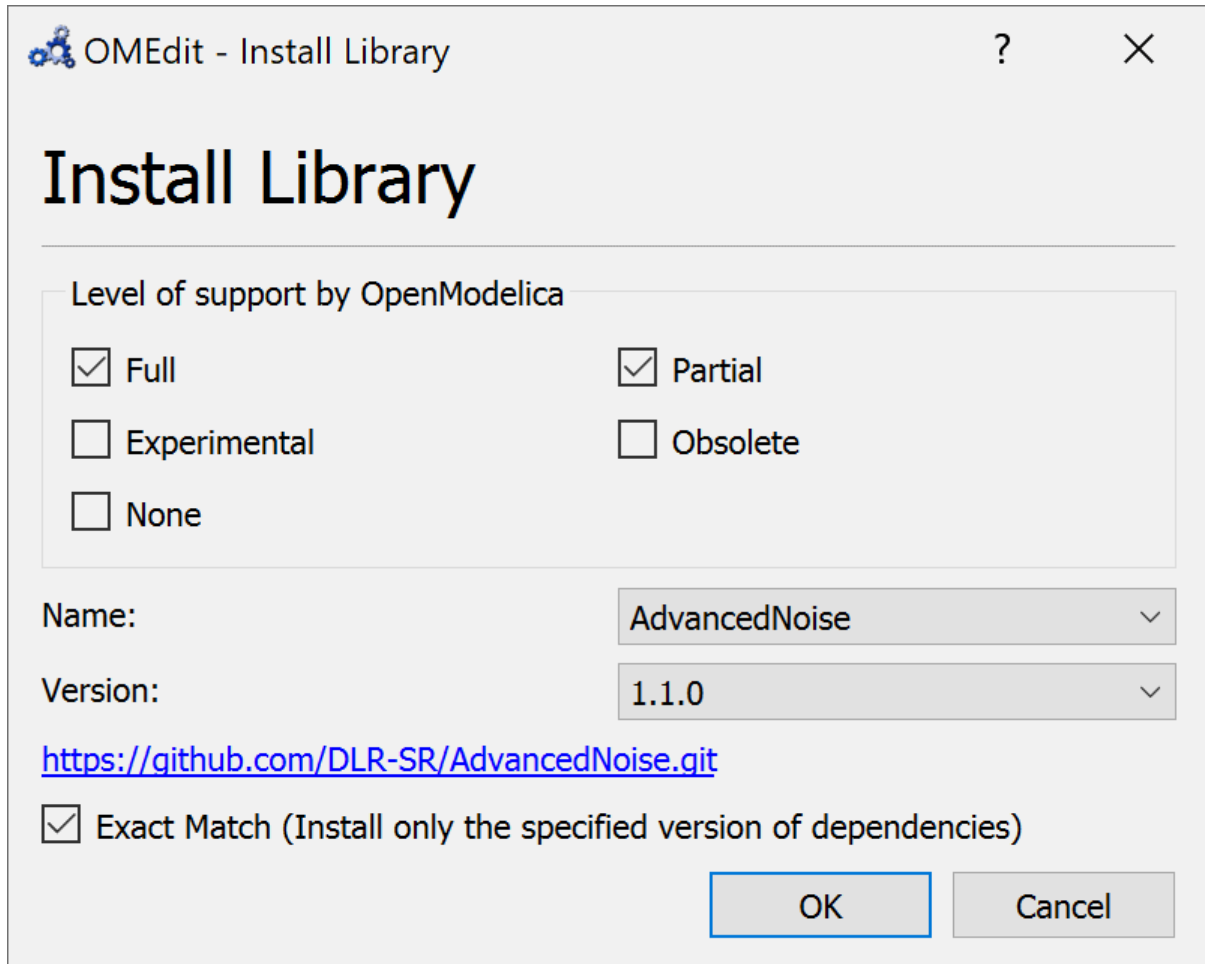 OMEdit - Install Library ?
Install Library
Level of support by OpenModelica
Full Partial
Experimental Obsolete
None
Name: AdvancedNoise
Version: 1.1.0
https://github.com/DLR-SR/AdvancedNoise.git
Exact Match (Install only the specified version of dependencies)
OK Cancel